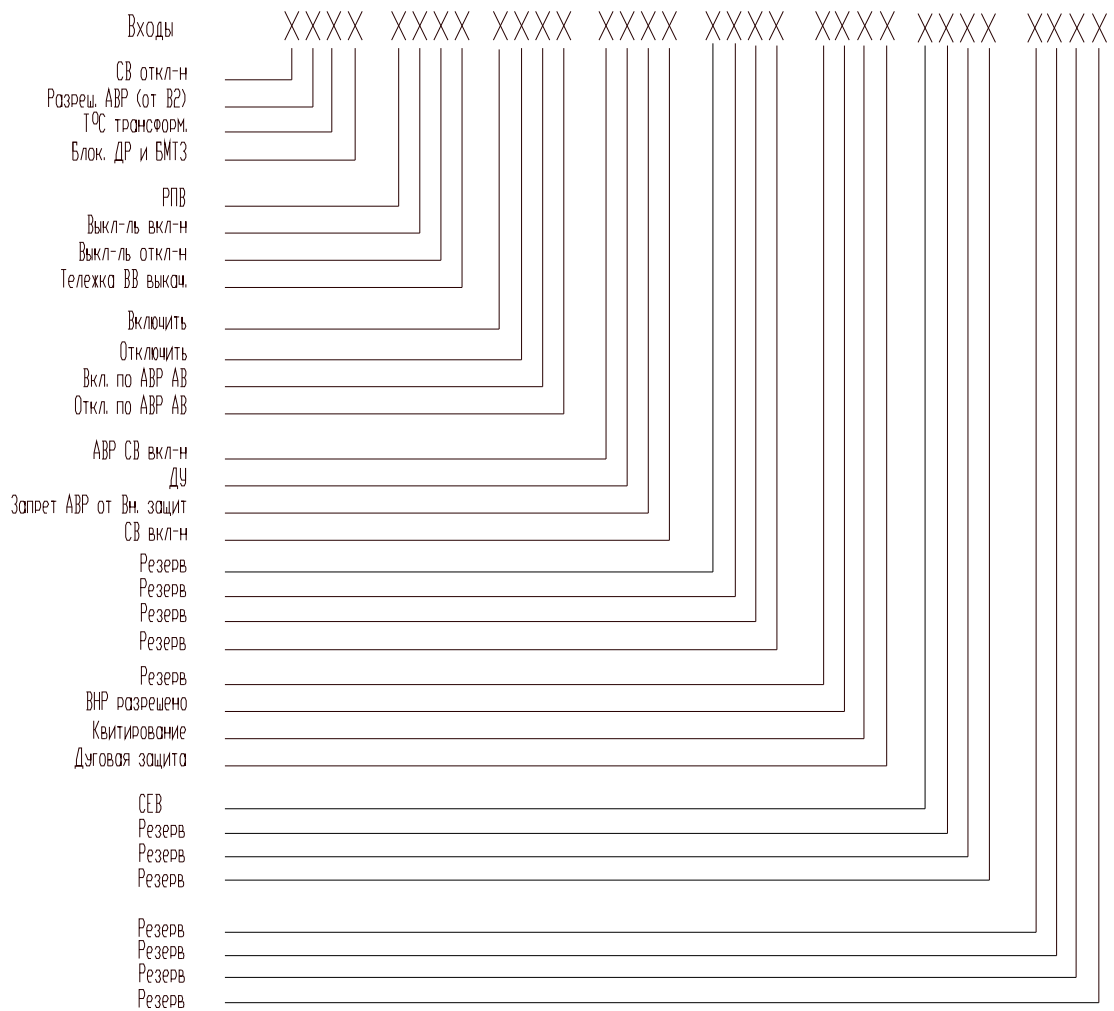 Входы XXXX XXXX XXXX XXXX XXXX XXXX XXXX XXXX
СВ откл-н
Разреш. АВР (от В2)
Т°С трансформ.
Блок. ДР и БМТЗ
РПВ
Выкл-ль вкл-н
Выкл-ль откл-н
Тележка ВВ выкач.
Включить
Отключить
Вкл. по АВР АВ
Откл. по АВР АВ
АВР СВ вкл-н
ДУ
Запрет АВР от Вн. защит
СВ вкл-н
Резерв
Резерв
Резерв
Резерв
Резерв
ВНР разрешено
Квитирование
Дуговая защита
СЕВ
Резерв
Резерв
Резерв
Резерв
Резерв
Резерв
Резерв